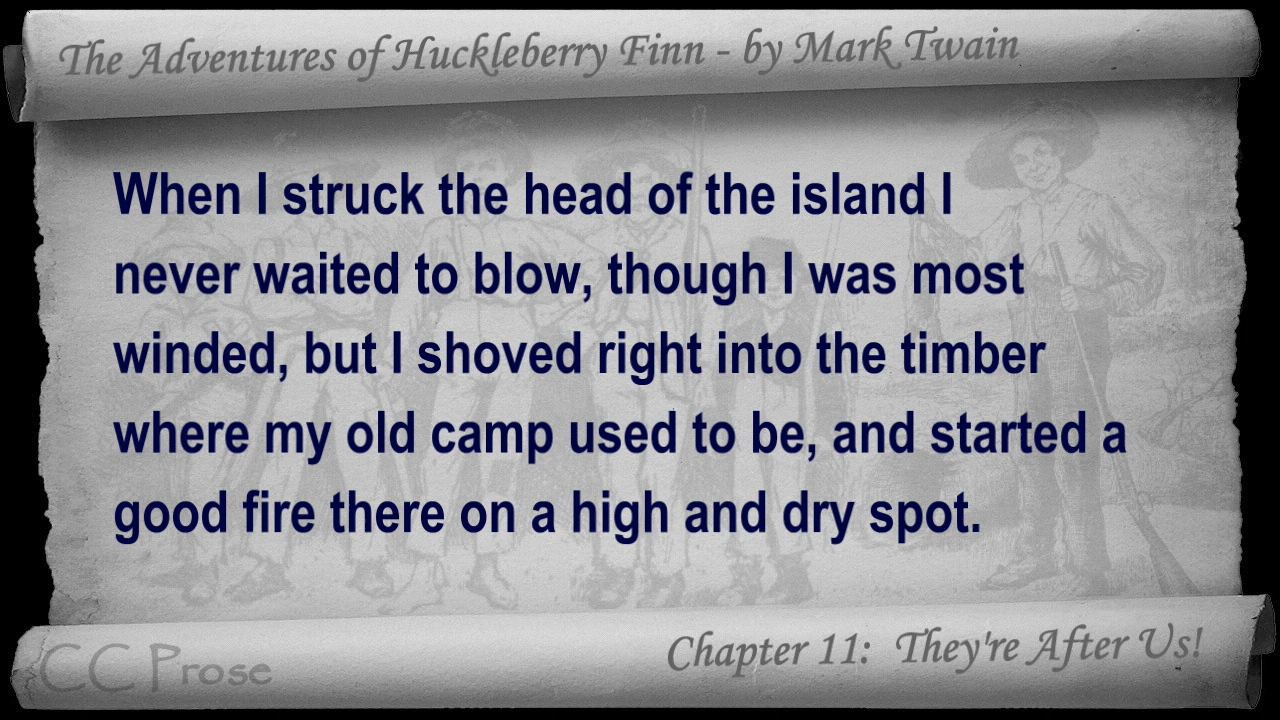 The Adventures of Huckleberry Finn - by Mark Twain
When I struck the head of the island I
never waited to blow, though I was most
winded, but I shoved right into the timber
where my old camp used to be, and started a
good fire there on a high and dry spot.
CC Prose
Chapter 11: They're After Us!